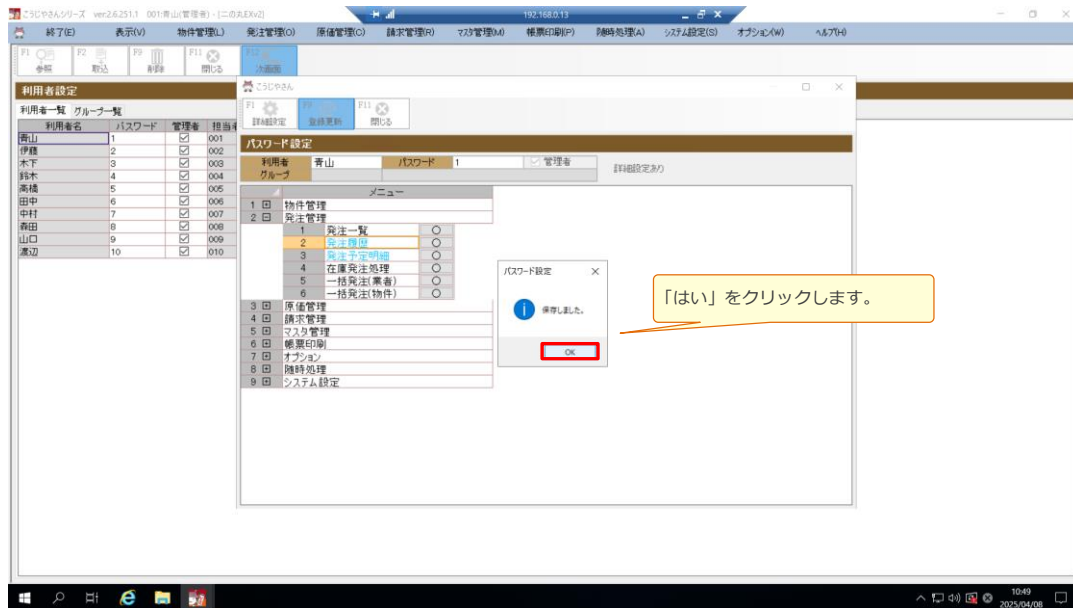 こうじやさんシリーズ ver.2.6.251.1 001:青山(管理者) - [二の丸EXv2]
192.168.0.13
終了(E) 表示(V) 物件管理(L) 発注管理(O) 原価管理(C) 請求管理(R) マスタ管理(M) 帳票印刷(P) 随時処理(A) システム設定(S) オプション(W) ヘルプ(H)
F1 F2 F9 F11 F12
参照 取込 削除 閉じる 次画面
利用者設定
利用者一覧 グループ一覧
利用者名 パスワード 管理者 担当者
青山 1 001
伊藤 2 002
木下 3 003
鈴木 4 004
高橋 5 005
田中 6 006
中村 7 007
森田 8 008
山口 9 009
渡辺 10 010
こうじやさん
F1 F9 F11
詳細設定 登録更新 閉じる
パスワード設定
利用者 青山 パスワード 1 管理者
グループ
詳細設定あり
メニュー
1 物件管理
2 発注管理
1 発注一覧 ○
2 発注履歴 ○
3 発注予定明細 ○
4 在庫発注処理 ○
5 一括発注(業者) ○
6 一括発注(物件) ○
3 原価管理
4 請求管理
5 マスタ管理
6 帳票印刷
7 オプション
8 随時処理
9 システム設定
パスワード設定
保存しました。
OK
「はい」をクリックします。
10:49
2025/04/08